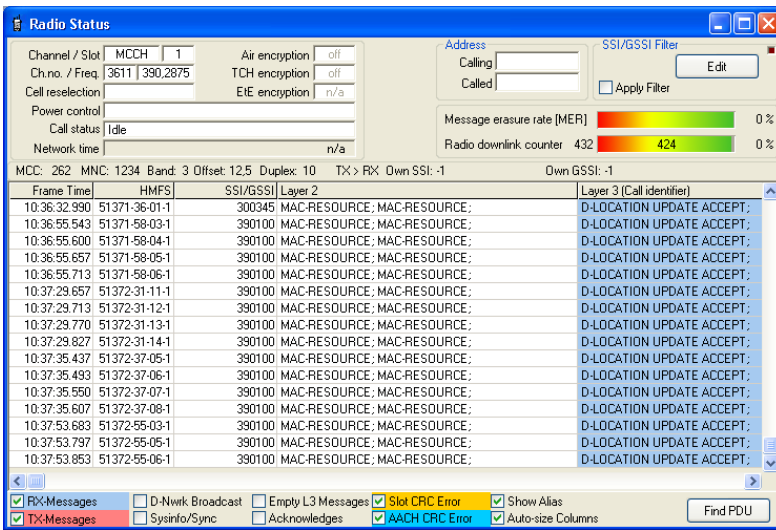 Radio Status
Channel / Slot MCCH 1 Air encryption off
Ch.no. / Freq. 3611 390,2875 TCH encryption off
Cell reselection EtE encryption n/a
Power control
Call status Idle
Network time n/a
Address
Calling
Called
SSI/GSSI Filter
Edit
Apply Filter
Message erasure rate [MER] 0 %
Radio downlink counter 432 424 0 %
MCC: 262 MNC: 1234 Band: 3 Offset: 12,5 Duplex: 10 TX > RX Own SSI: -1 Own GSSI: -1
Frame Time HMFS SSI/GSSI Layer 2 Layer 3 (Call identifier)
10:36:32.990 51371-36-01-1 300345 MAC-RESOURCE; MAC-RESOURCE; D-LOCATION UPDATE ACCEPT;
10:36:55.543 51371-58-03-1 390100 MAC-RESOURCE; MAC-RESOURCE; D-LOCATION UPDATE ACCEPT;
10:36:55.600 51371-58-04-1 390100 MAC-RESOURCE; MAC-RESOURCE; D-LOCATION UPDATE ACCEPT;
10:36:55.657 51371-58-05-1 390100 MAC-RESOURCE; MAC-RESOURCE; D-LOCATION UPDATE ACCEPT;
10:36:55.713 51371-58-06-1 390100 MAC-RESOURCE; MAC-RESOURCE; D-LOCATION UPDATE ACCEPT;
10:37:29.657 51372-31-11-1 390100 MAC-RESOURCE; MAC-RESOURCE; D-LOCATION UPDATE ACCEPT;
10:37:29.713 51372-31-12-1 390100 MAC-RESOURCE; MAC-RESOURCE; D-LOCATION UPDATE ACCEPT;
10:37:29.770 51372-31-13-1 390100 MAC-RESOURCE; MAC-RESOURCE; D-LOCATION UPDATE ACCEPT;
10:37:29.827 51372-31-14-1 390100 MAC-RESOURCE; MAC-RESOURCE; D-LOCATION UPDATE ACCEPT;
10:37:35.437 51372-37-05-1 390100 MAC-RESOURCE; MAC-RESOURCE; D-LOCATION UPDATE ACCEPT;
10:37:35.493 51372-37-06-1 390100 MAC-RESOURCE; MAC-RESOURCE; D-LOCATION UPDATE ACCEPT;
10:37:35.550 51372-37-07-1 390100 MAC-RESOURCE; MAC-RESOURCE; D-LOCATION UPDATE ACCEPT;
10:37:35.607 51372-37-08-1 390100 MAC-RESOURCE; MAC-RESOURCE; D-LOCATION UPDATE ACCEPT;
10:37:53.683 51372-55-03-1 390100 MAC-RESOURCE; MAC-RESOURCE; D-LOCATION UPDATE ACCEPT;
10:37:53.797 51372-55-05-1 390100 MAC-RESOURCE; MAC-RESOURCE; D-LOCATION UPDATE ACCEPT;
10:37:53.853 51372-55-06-1 390100 MAC-RESOURCE; MAC-RESOURCE; D-LOCATION UPDATE ACCEPT;
RX-Messages D-Nwrk Broadcast Empty L3 Messages Slot CRC Error Show Alias
TX-Messages Sysinfo/Sync Acknowledges AACH CRC Error Auto-size Columns
Find PDU